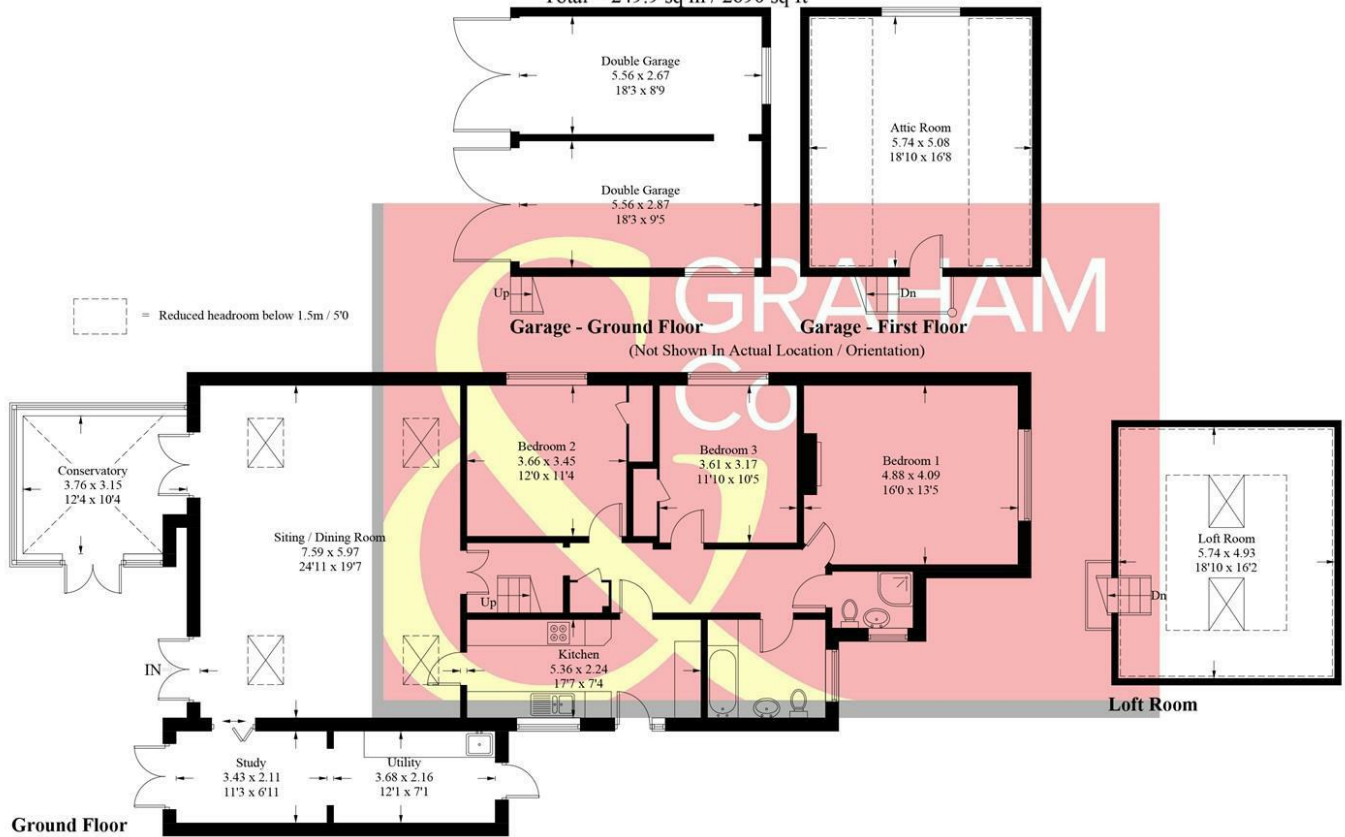 Total = 249.9 sq m / 2690 sq ft
Double Garage
5.56 x 2.67
18'3 x 8'9
Attic Room
5.74 x 5.08
18'10 x 16'8
Double Garage
5.56 x 2.87
18'3 x 9'5
Up
Dn
= Reduced headroom below 1.5m / 5'0
Garage - Ground Floor
Garage - First Floor
(Not Shown In Actual Location / Orientation)
& GRAHAM
Co
Conservatory
3.76 x 3.15
12'4 x 10'4
Siting / Dining Room
7.59 x 5.97
24'11 x 19'7
Bedroom 2
3.66 x 3.45
12'0 x 11'4
Bedroom 3
3.61 x 3.17
11'10 x 10'5
Bedroom 1
4.88 x 4.09
16'0 x 13'5
Loft Room
5.74 x 4.93
18'10 x 16'2
Up
Dn
IN
Kitchen
5.36 x 2.24
17'7 x 7'4
Loft Room
Study
3.43 x 2.11
11'3 x 6'11
Utility
3.68 x 2.16
12'1 x 7'1
Ground Floor